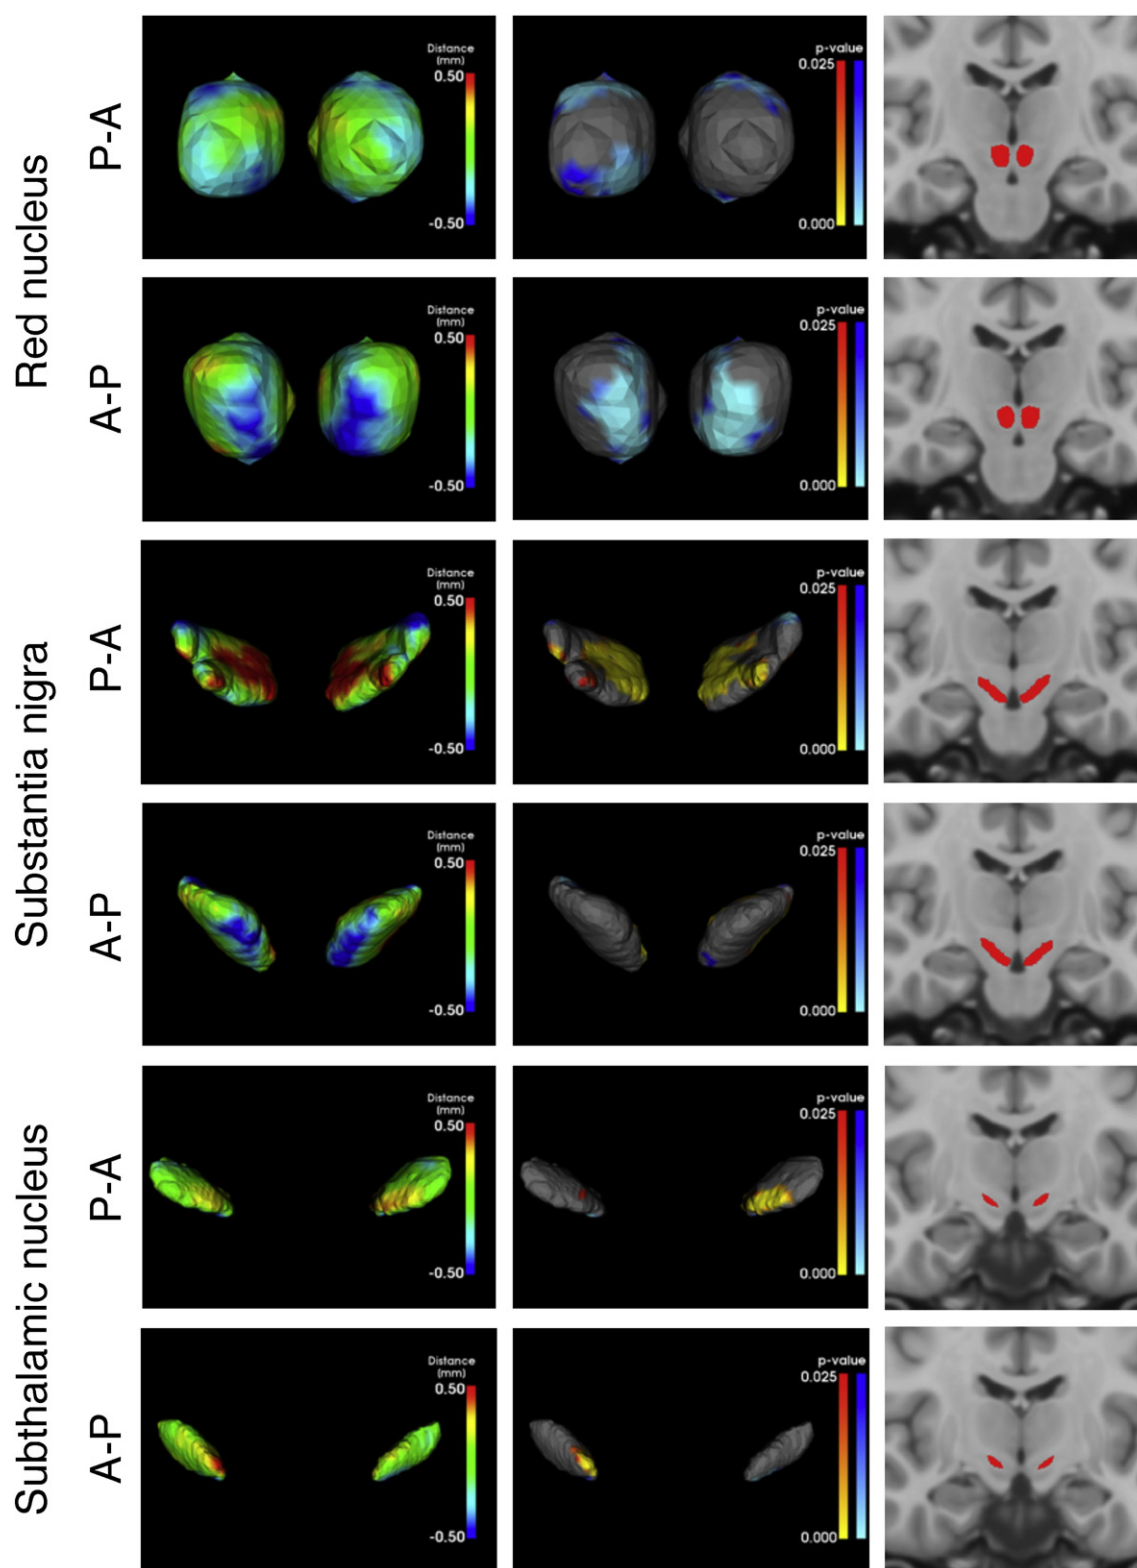 Red nucleus
P-A
Distance
(mm)
0.50
-0.50
p-value
0.025
0.000
A-P
Distance
(mm)
0.50
-0.50
p-value
0.025
0.000
Substantia nigra
P-A
Distance
(mm)
0.50
-0.50
p-value
0.025
0.000
A-P
Distance
(mm)
0.50
-0.50
p-value
0.025
0.000
Subthalamic nucleus
P-A
Distance
(mm)
0.50
-0.50
p-value
0.025
0.000
A-P
Distance
(mm)
0.50
-0.50
p-value
0.025
0.000